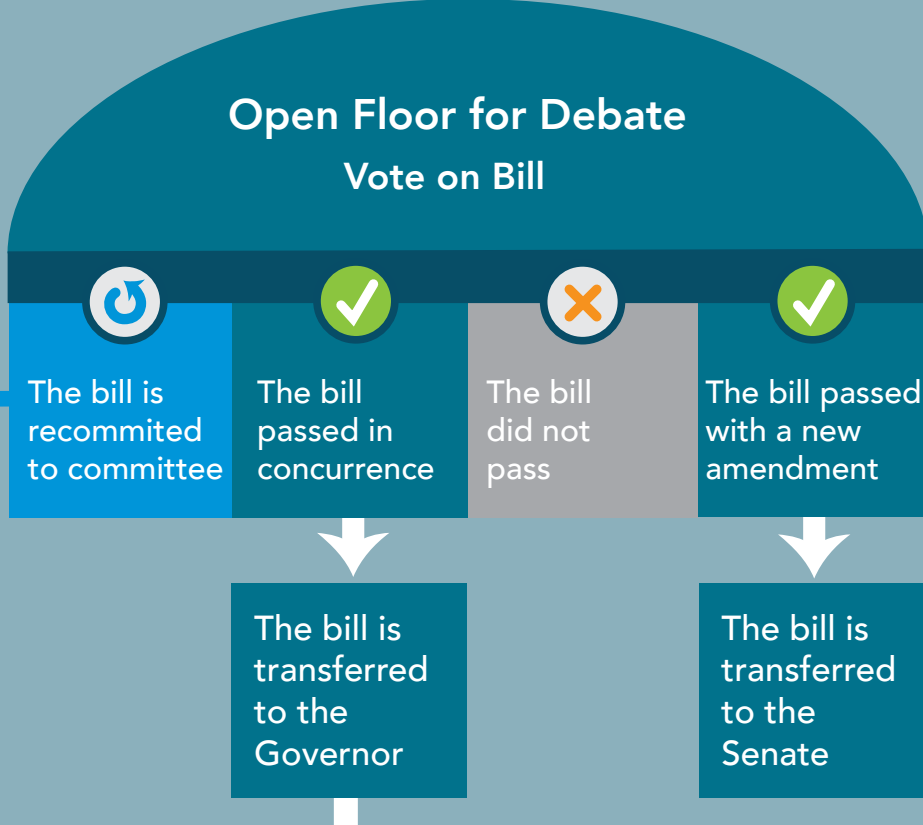 Open Floor for Debate
Vote on Bill
The bill is
recommited
to committee
The bill
passed in
concurrence
The bill
did not
pass
The bill passed
with a new
amendment
The bill is
transferred
to the
Governor
The bill is
transferred
to the
Senate